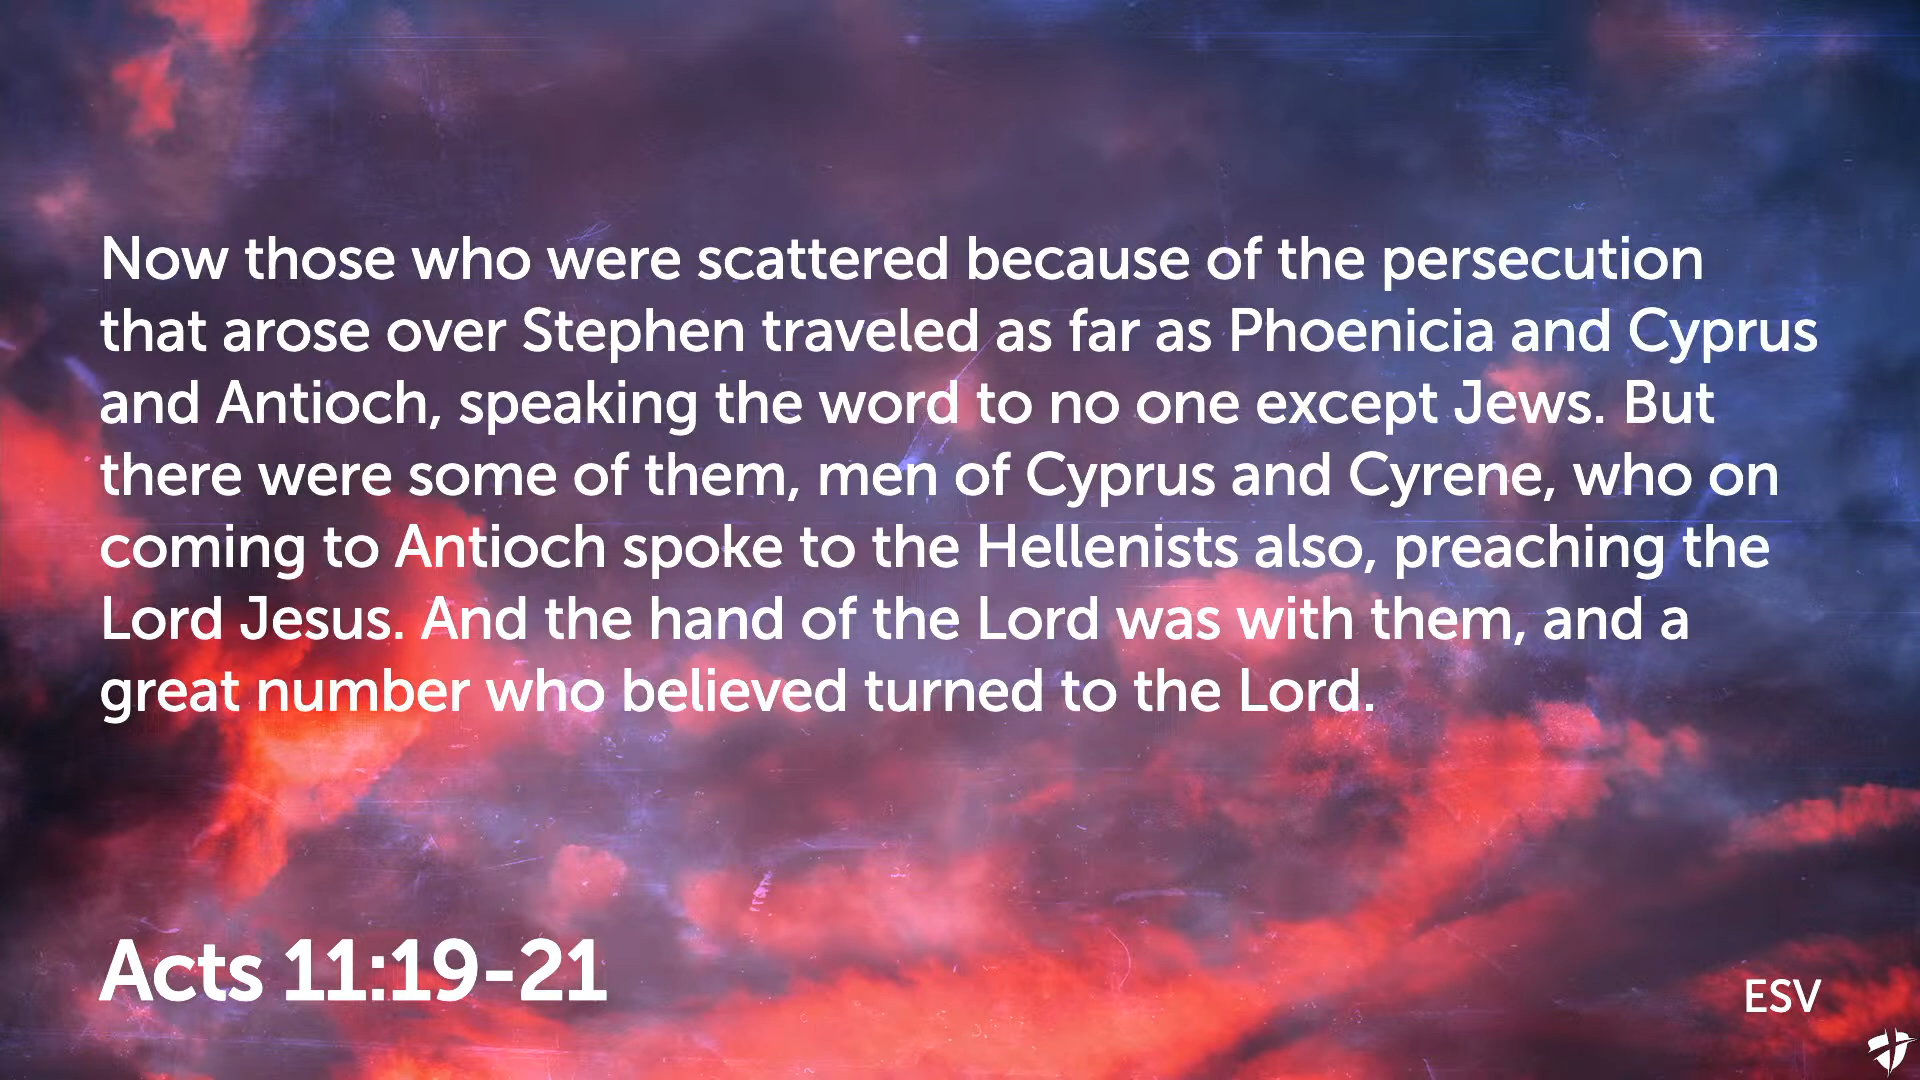 Now those who were scattered because of the persecution
that arose over Stephen traveled as far as Phoenicia and Cyprus
and Antioch, speaking the word to no one except Jews. But
there were some of them, men of Cyprus and Cyrene, who on
coming to Antioch spoke to the Hellenists also, preaching the
Lord Jesus. And the hand of the Lord was with them, and a
great number who believed turned to the Lord.
Acts 11:19-21
ESV